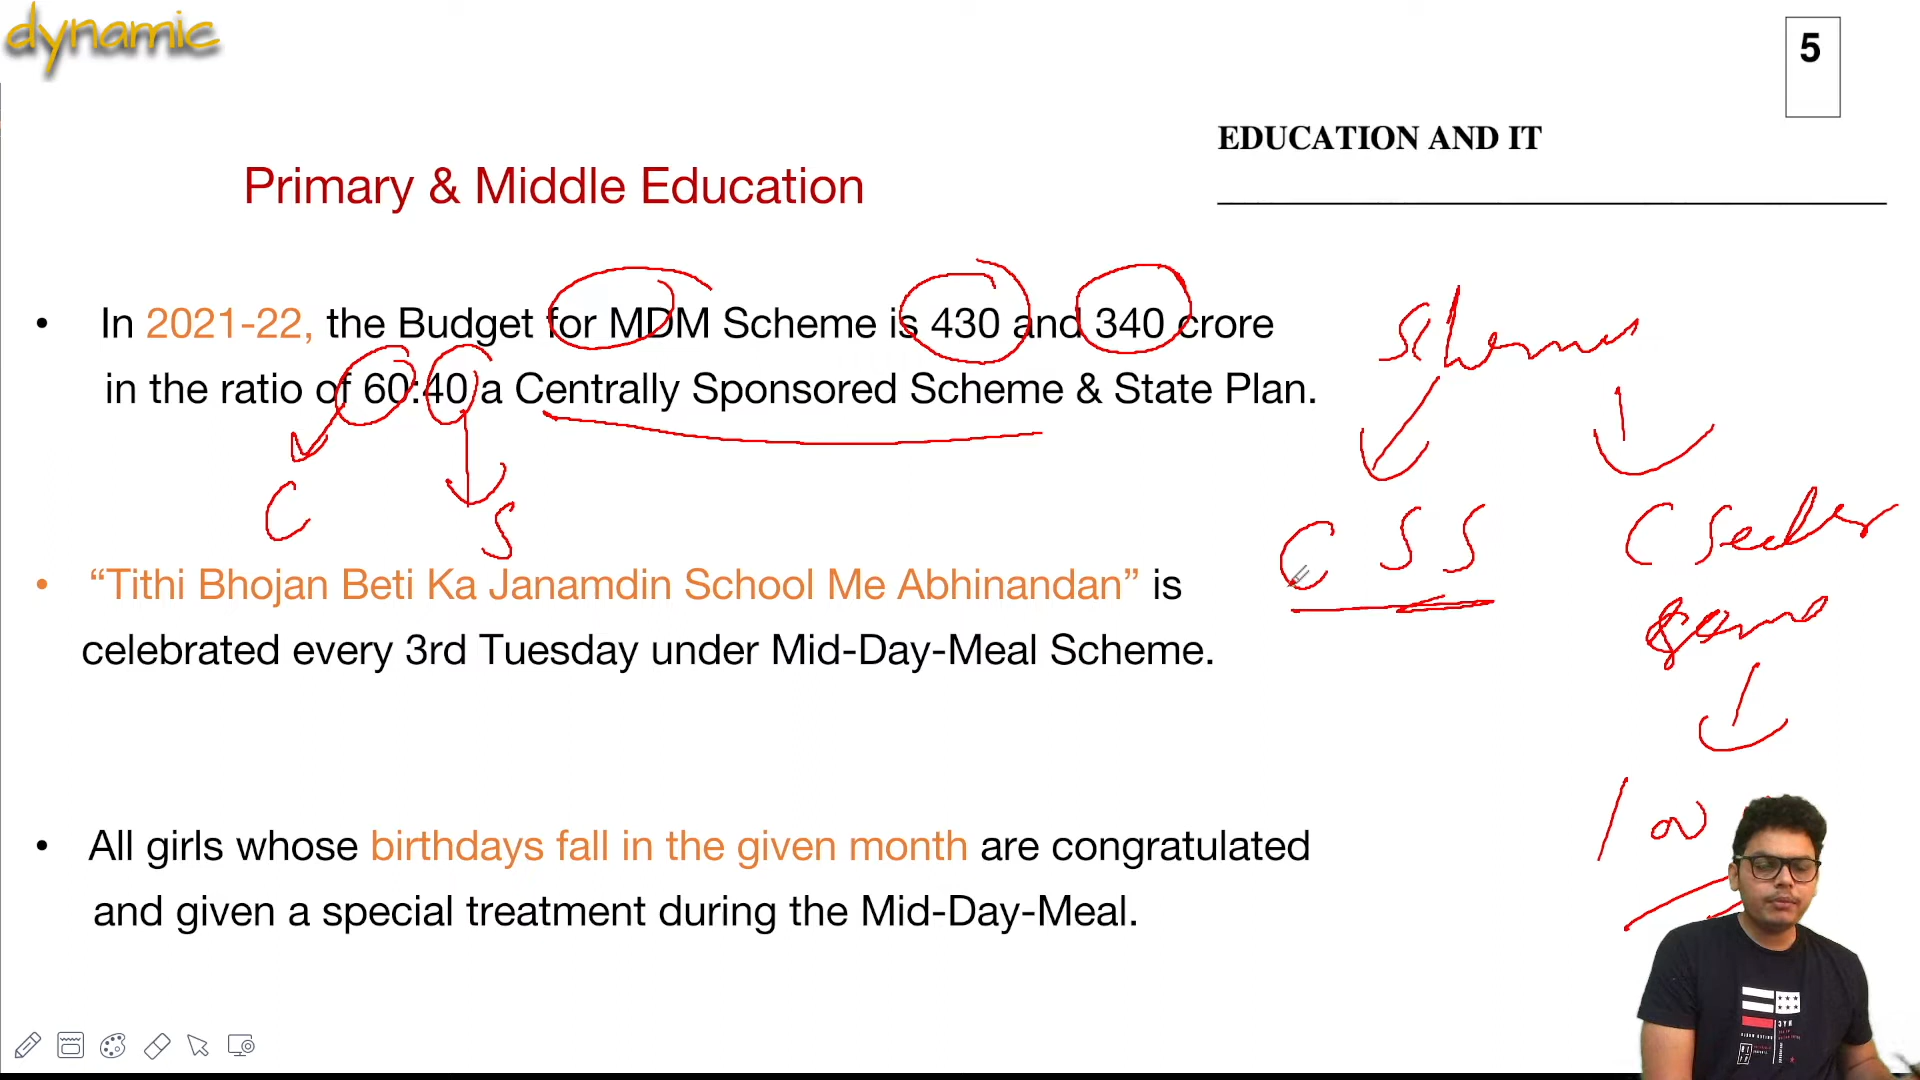 dynamic
5
EDUCATION AND IT
Primary & Middle Education
• In 2021-22, the Budget for MDM Scheme is 430 and 340 crore
in the ratio of 60:40 a Centrally Sponsored Scheme & State Plan.
C
S
• “Tithi Bhojan Beti Ka Janamdin School Me Abhinandan” is
celebrated every 3rd Tuesday under Mid-Day-Meal Scheme.
• All girls whose birthdays fall in the given month are congratulated
and given a special treatment during the Mid-Day-Meal.
Schemes
C S S
C Sector
100